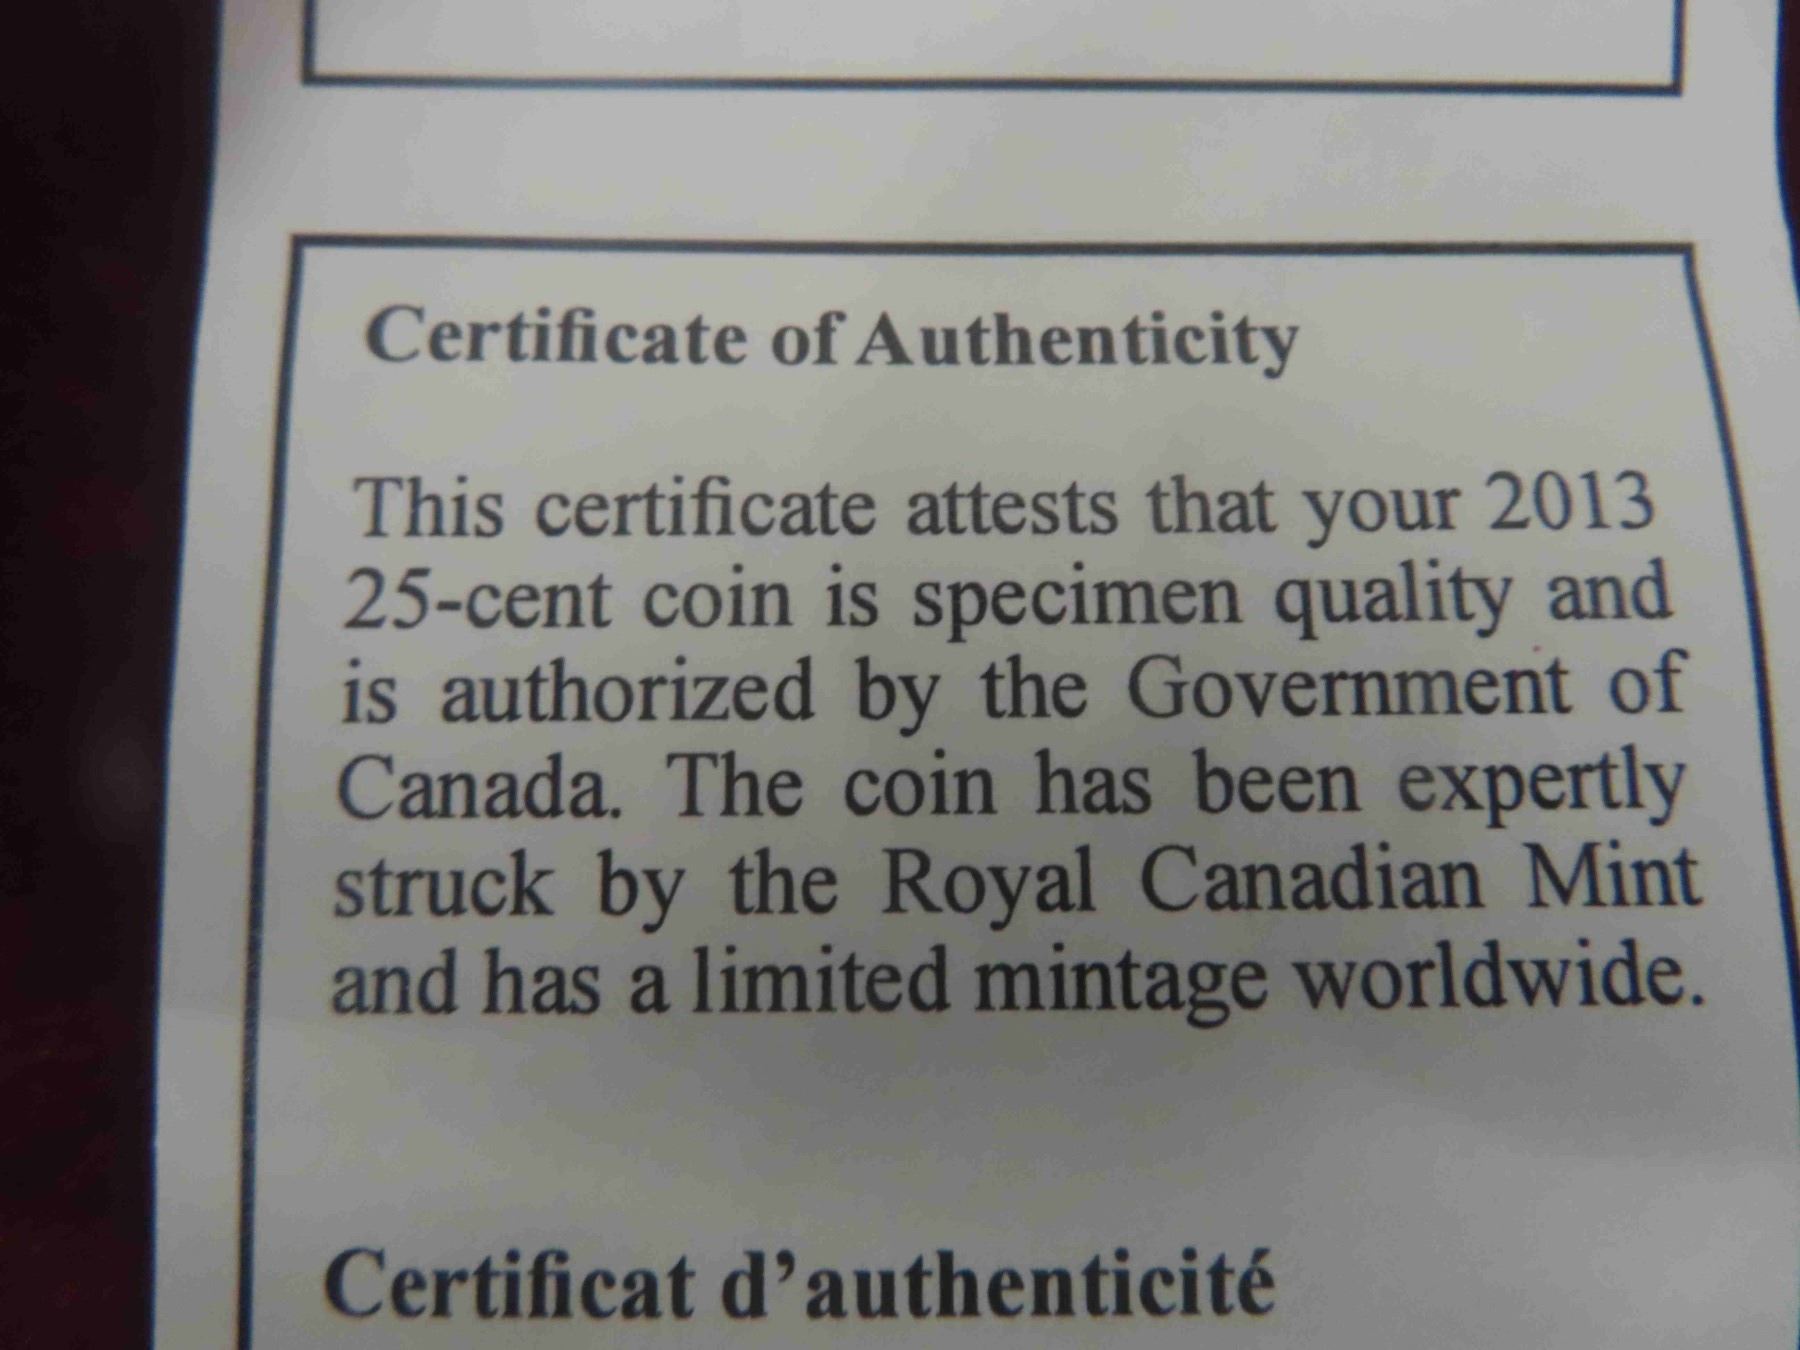 Certificate of Authenticity
This certificate attests that your 2013
25-cent coin is specimen quality and
is authorized by the Government of
Canada. The coin has been expertly
struck by the Royal Canadian Mint
and has a limited mintage worldwide.
Certificat d'authenticité